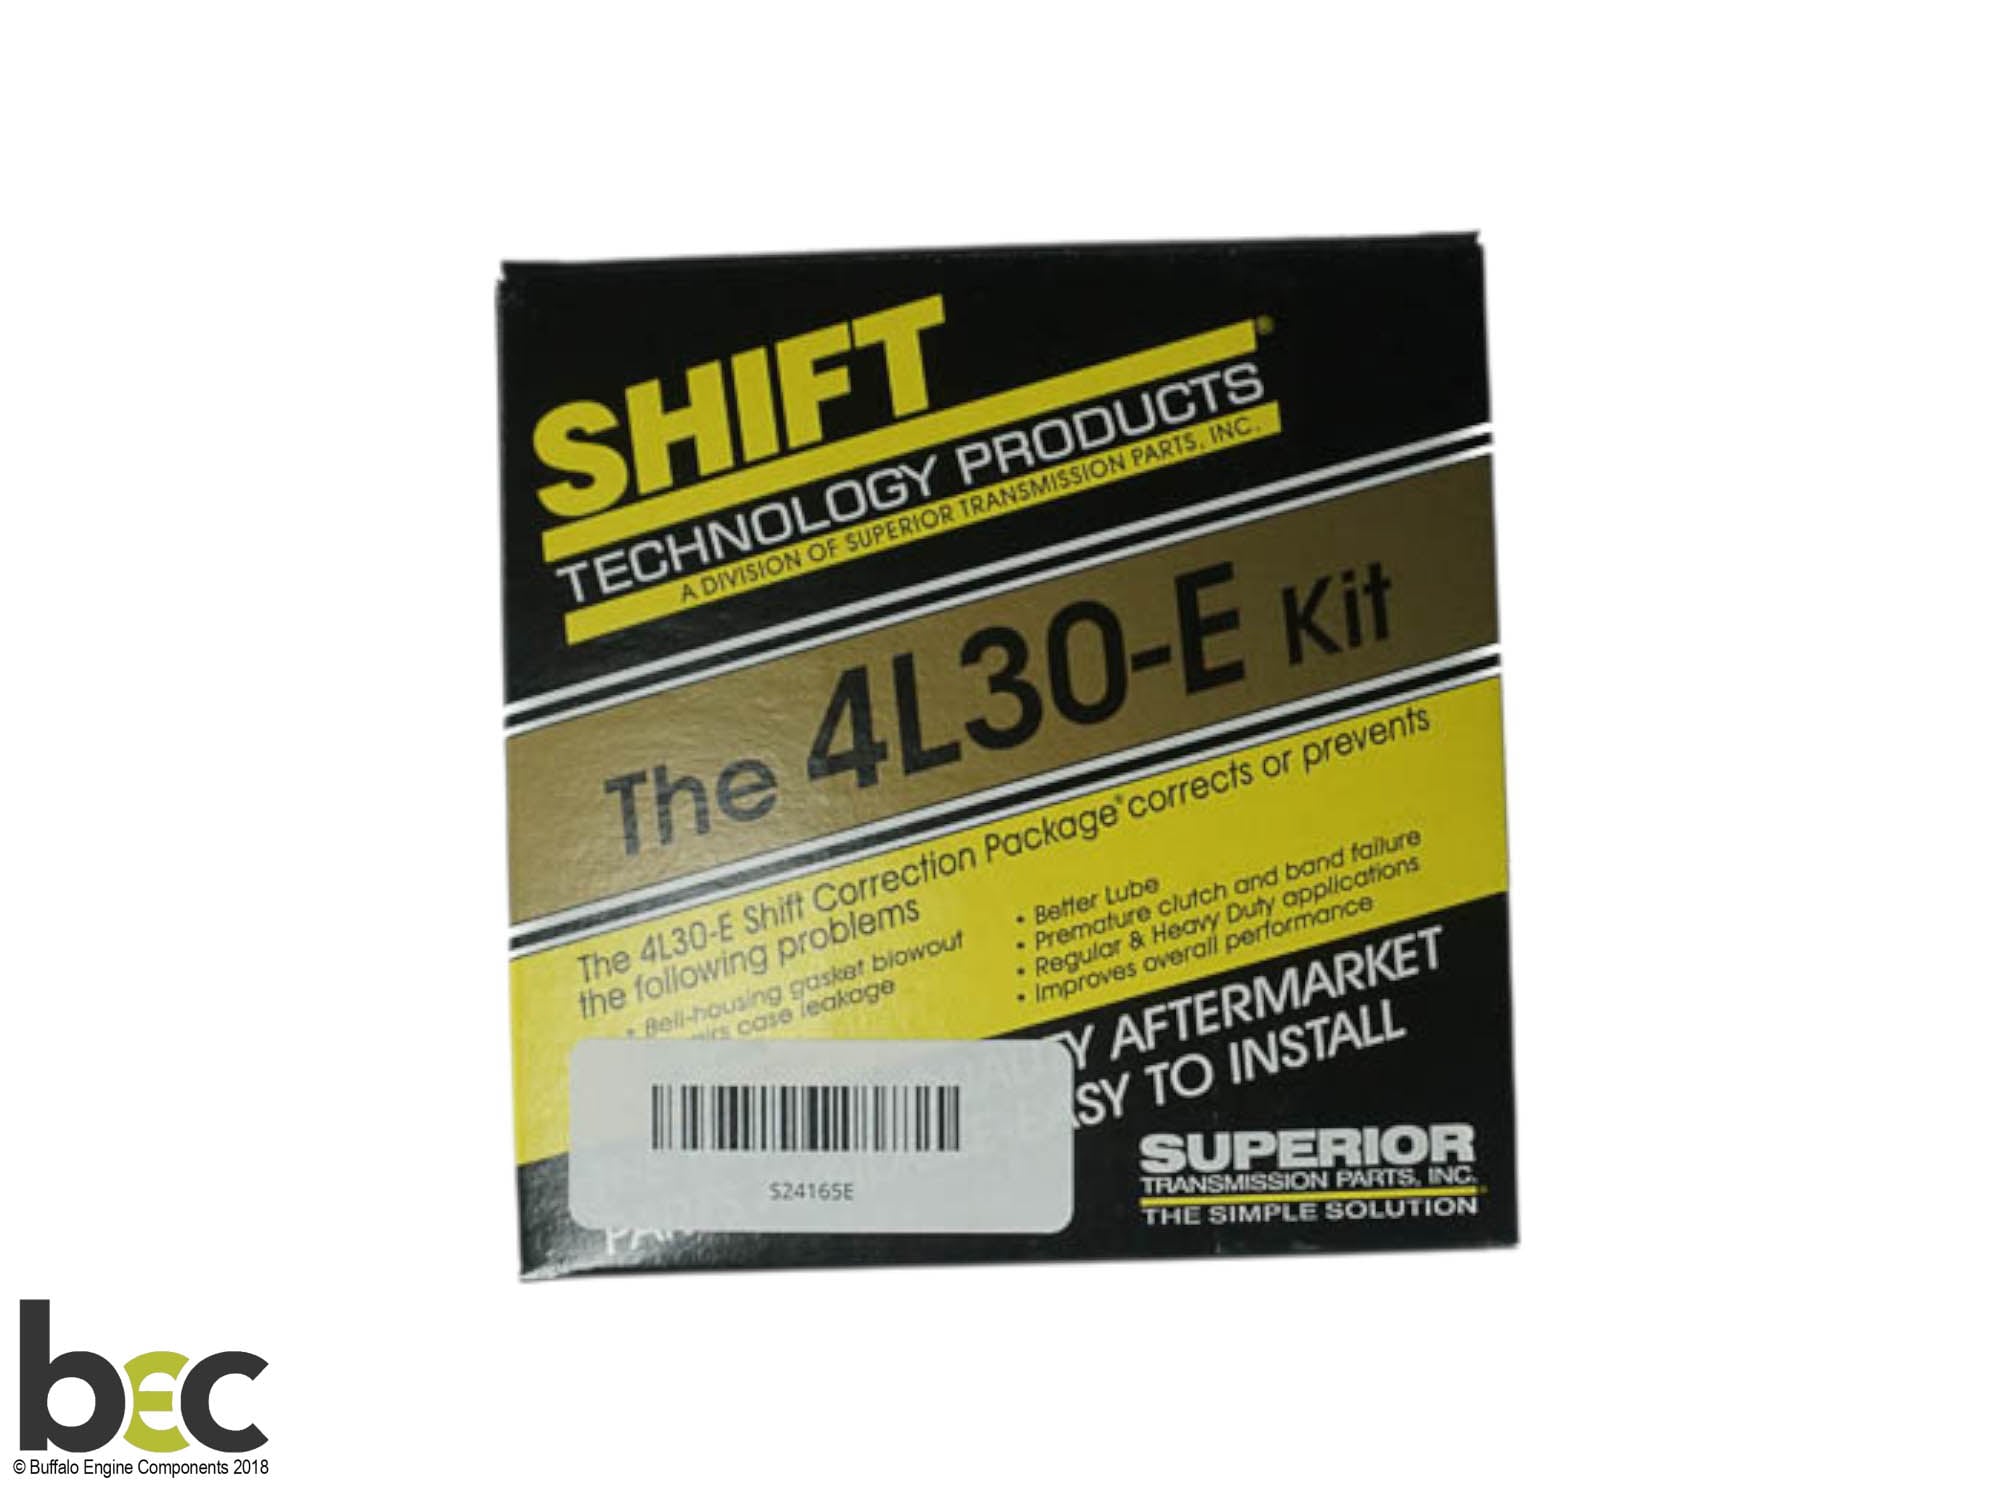 SHIFT®
TECHNOLOGY PRODUCTS
A DIVISION OF SUPERIOR TRANSMISSION PARTS, INC.
The 4L30-E Kit
The 4L30-E Shift Correction Package® corrects or prevents
the following problems
• Bell-housing gasket blowout
case leakage
• Better Lube
• Premature clutch and band failure
• Regular & Heavy Duty applications
• Improves overall performance
AFTERMARKET
TO INSTALL
S24165E
SUPERIOR
TRANSMISSION PARTS, INC.
THE SIMPLE SOLUTION
bec
© Buffalo Engine Components 2018